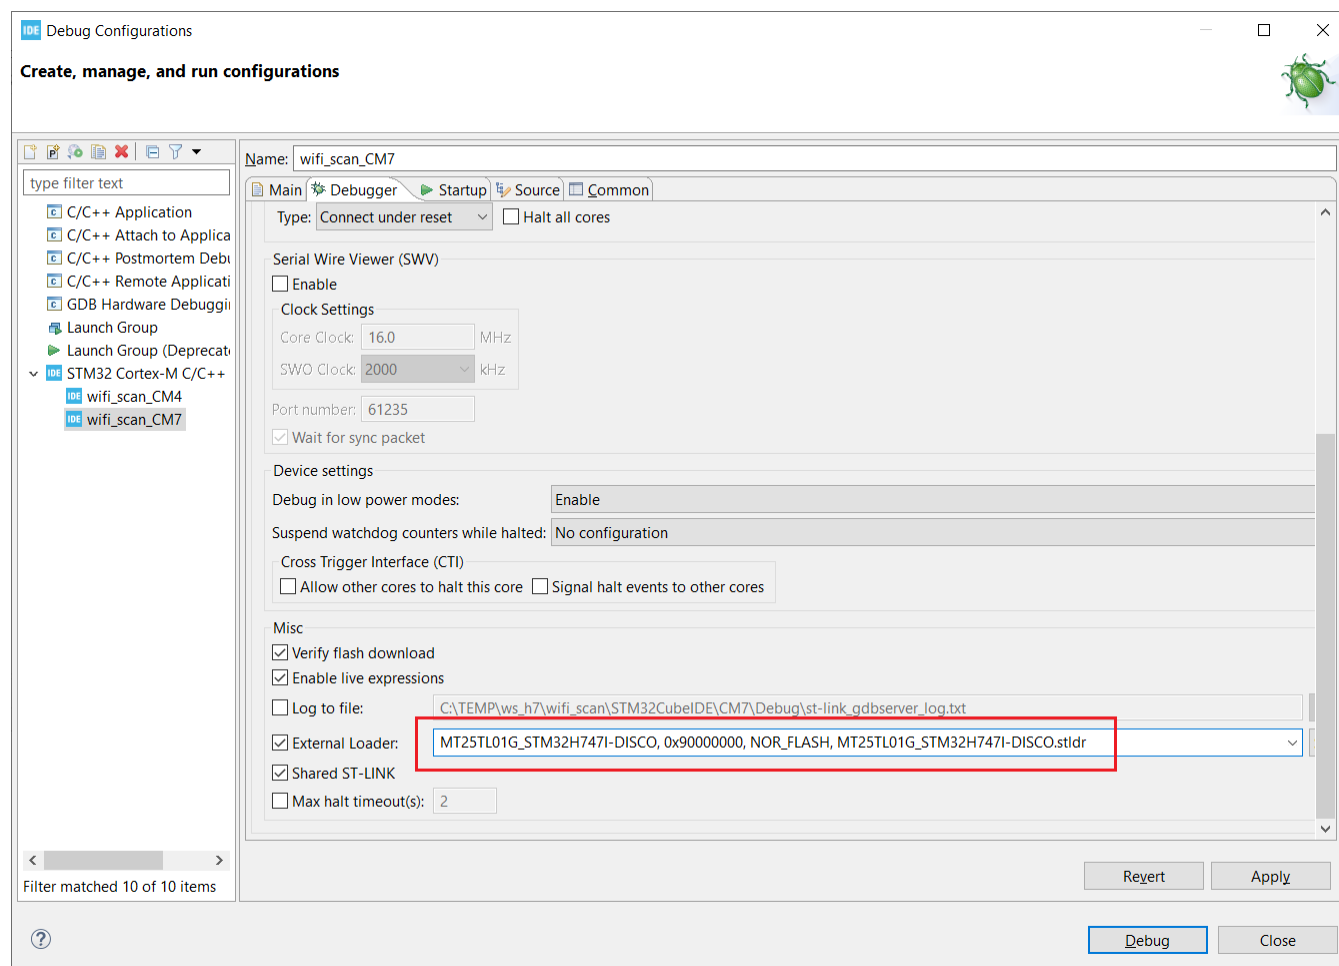 IDE Debug Configurations
Create, manage, and run configurations
type filter text
C/C++ Application
C/C++ Attach to Applica
C/C++ Postmortem Debu
C/C++ Remote Applicati
GDB Hardware Debuggi
Launch Group
Launch Group (Deprecat
IDE STM32 Cortex-M C/C++
IDE wifi_scan_CM4
IDE wifi_scan_CM7
Filter matched 10 of 10 items
Name: wifi_scan_CM7
Main Debugger Startup Source Common
Type: Connect under reset Halt all cores
Serial Wire Viewer (SWV)
Enable
Clock Settings
Core Clock: 16.0 MHz
SWO Clock: 2000 kHz
Port number: 61235
Wait for sync packet
Device settings
Debug in low power modes: Enable
Suspend watchdog counters while halted: No configuration
Cross Trigger Interface (CTI)
Allow other cores to halt this core Signal halt events to other cores
Misc
Verify flash download
Enable live expressions
Log to file: C:\TEMP\ws_h7\wifi_scan\STM32CubeIDE\CM7\Debug\st-link_gdbserver_log.txt
External Loader: MT25TL01G_STM32H747I-DISCO, 0x90000000, NOR_FLASH, MT25TL01G_STM32H747I-DISCO.stldr
Shared ST-LINK
Max halt timeout(s): 2
Revert Apply
? Debug Close